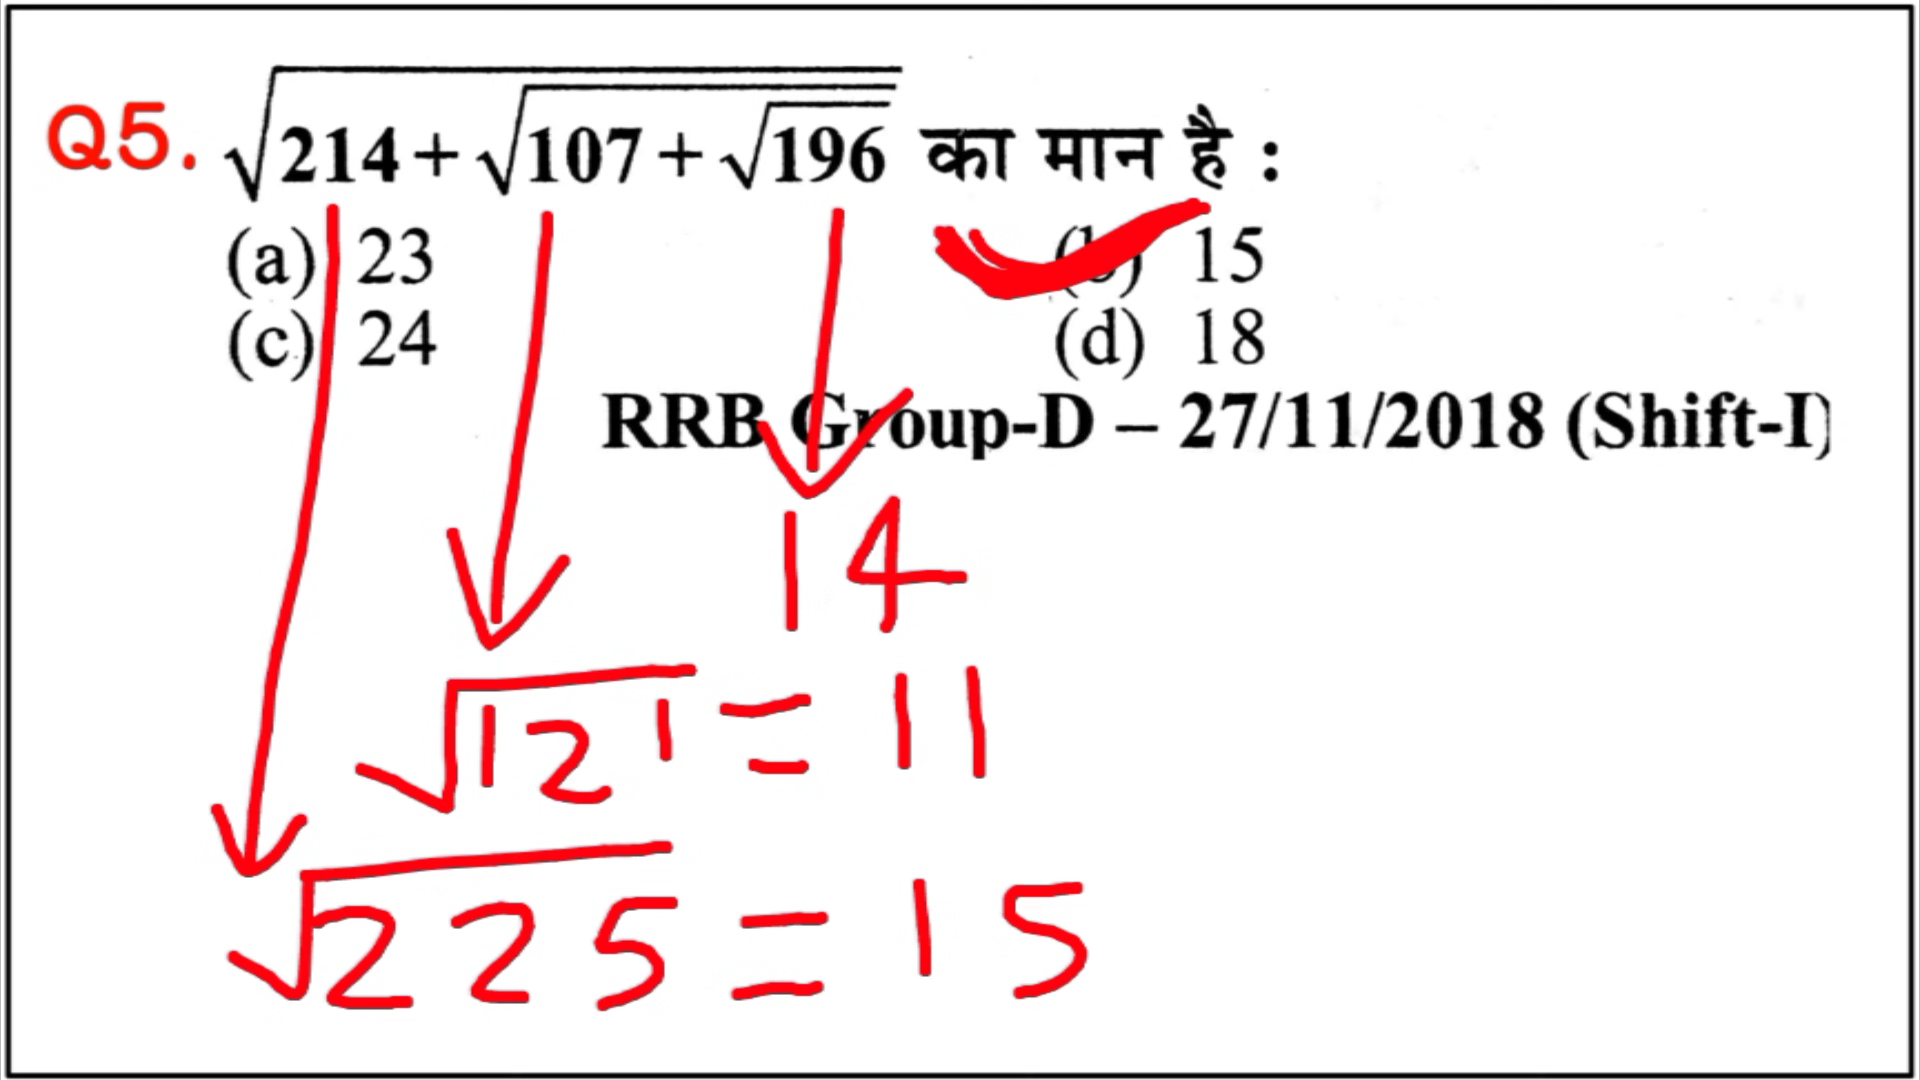 Q5. √214 + √107 + √196 का मान है :
(a) 23 (b) 15
(c) 24 (d) 18
RRB Group-D – 27/11/2018 (Shift-I)
14
√121 = 11
√225 = 15